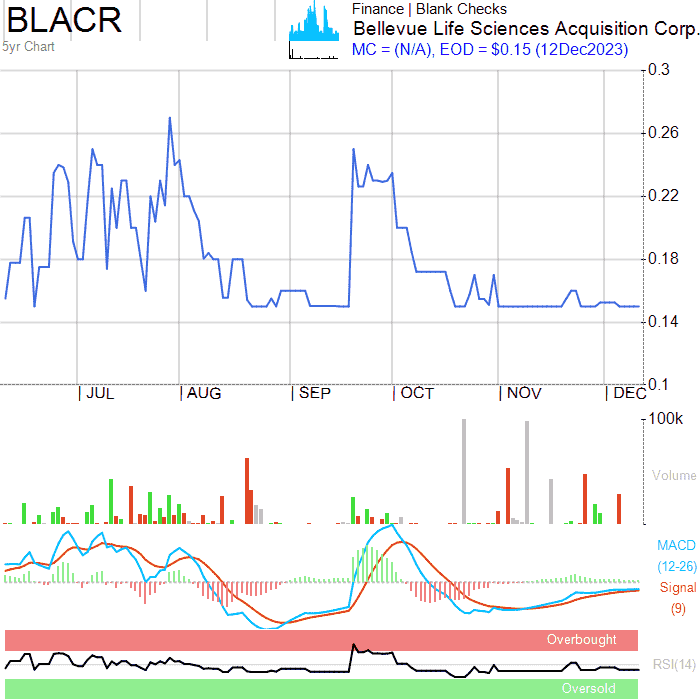 BLACR
5yr Chart
Finance | Blank Checks
Bellevue Life Sciences Acquisition Corp.
MC = (N/A), EOD = $0.15 (12Dec2023)
0.3
0.26
0.22
0.18
0.14
0.1
| JUL | AUG | SEP | OCT | NOV | DEC
100k
Volume
MACD
(12-26)
Signal
(9)
Overbought
RSI(14)
Oversold